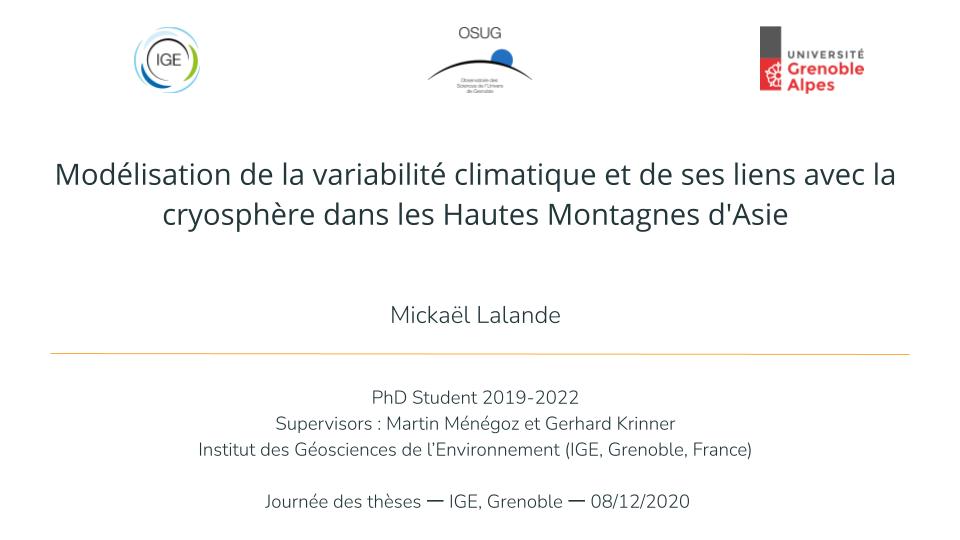 IGE
OSUG
Observatoire des
Sciences de l'Univers
de Grenoble
UNIVERSITÉ
Grenoble
Alpes
Modélisation de la variabilité climatique et de ses liens avec la
cryosphère dans les Hautes Montagnes d'Asie
Mickaël Lalande
PhD Student 2019-2022
Supervisors : Martin Ménégoz et Gerhard Krinner
Institut des Géosciences de l’Environnement (IGE, Grenoble, France)
Journée des thèses — IGE, Grenoble — 08/12/2020